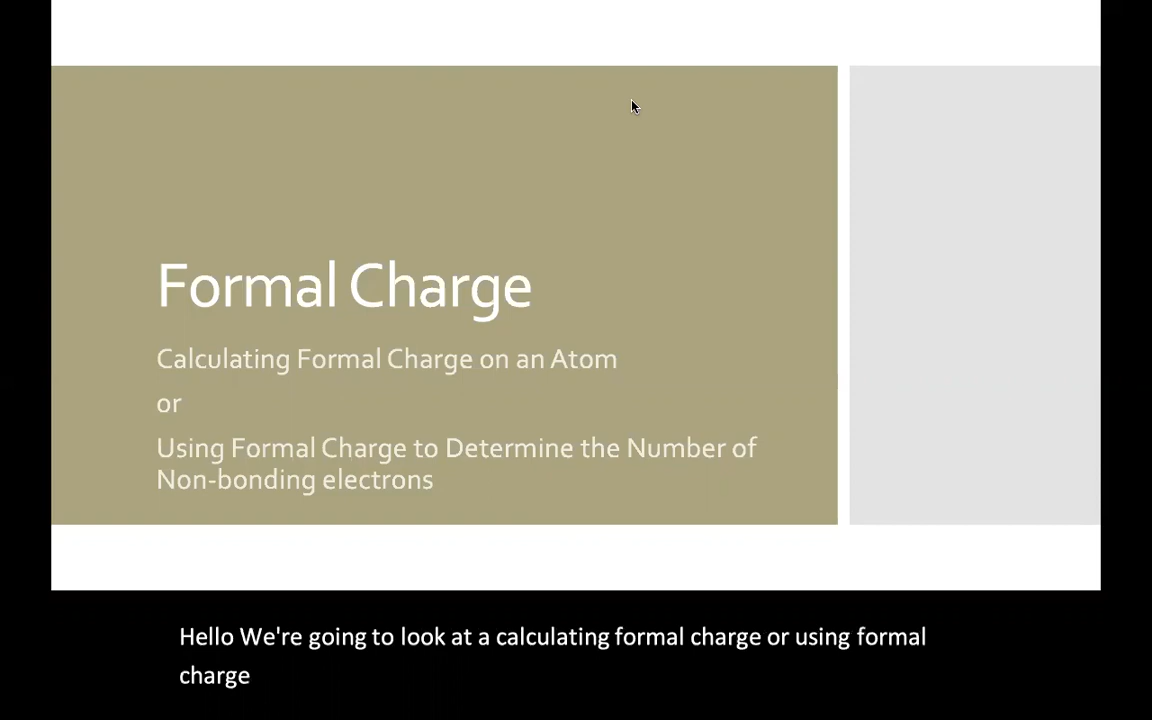 Formal Charge
Calculating Formal Charge on an Atom
or
Using Formal Charge to Determine the Number of
Non-bonding electrons
Hello We're going to look at a calculating formal charge or using formal
charge